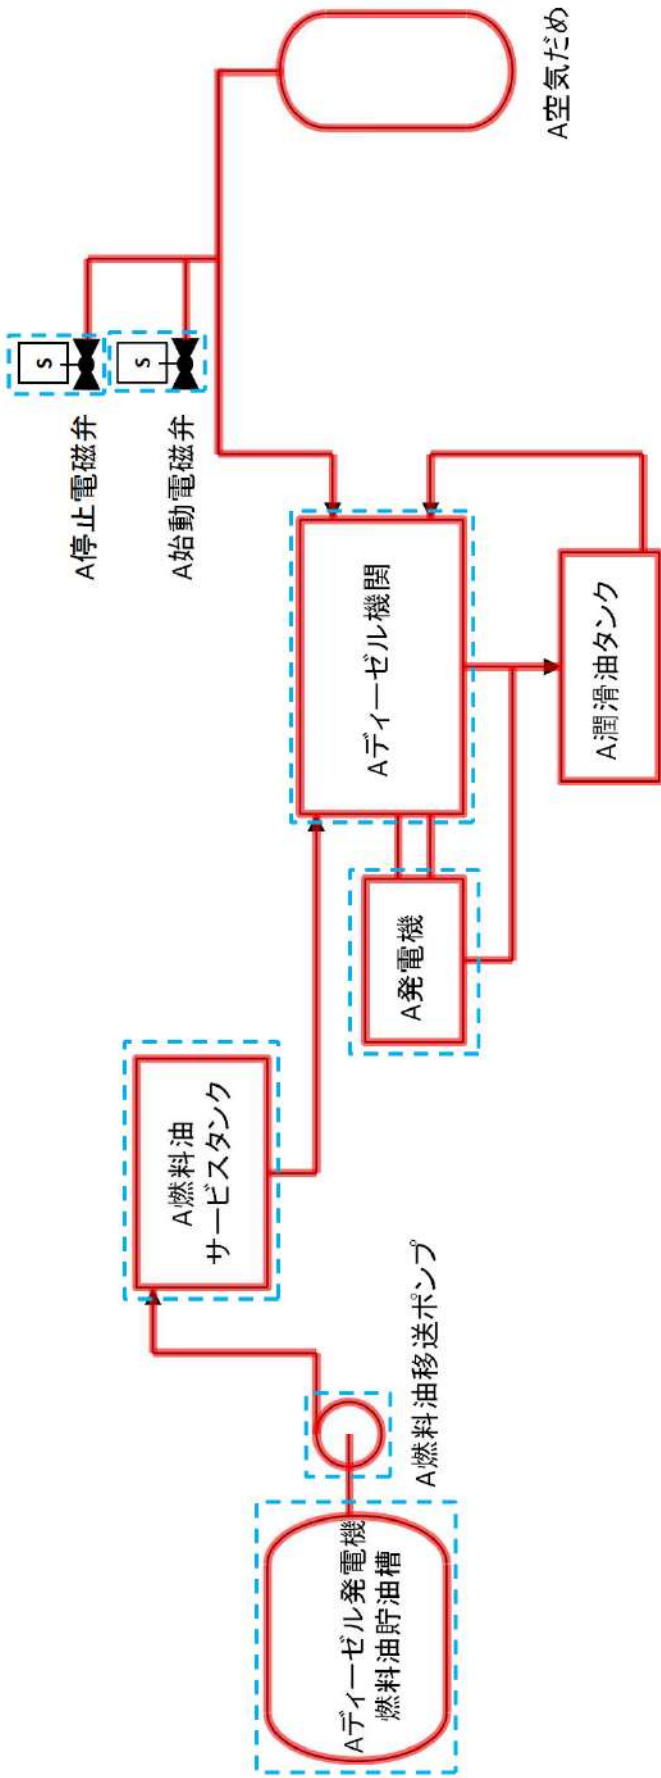 Aディーゼル発電機
燃料油貯油槽
A燃料油移送ポンプ
A燃料油
サービスタンク
A発電機
Aディーゼル機関
A潤滑油タンク
A停止電磁弁
S
A始動電磁弁
S
A空気だめ